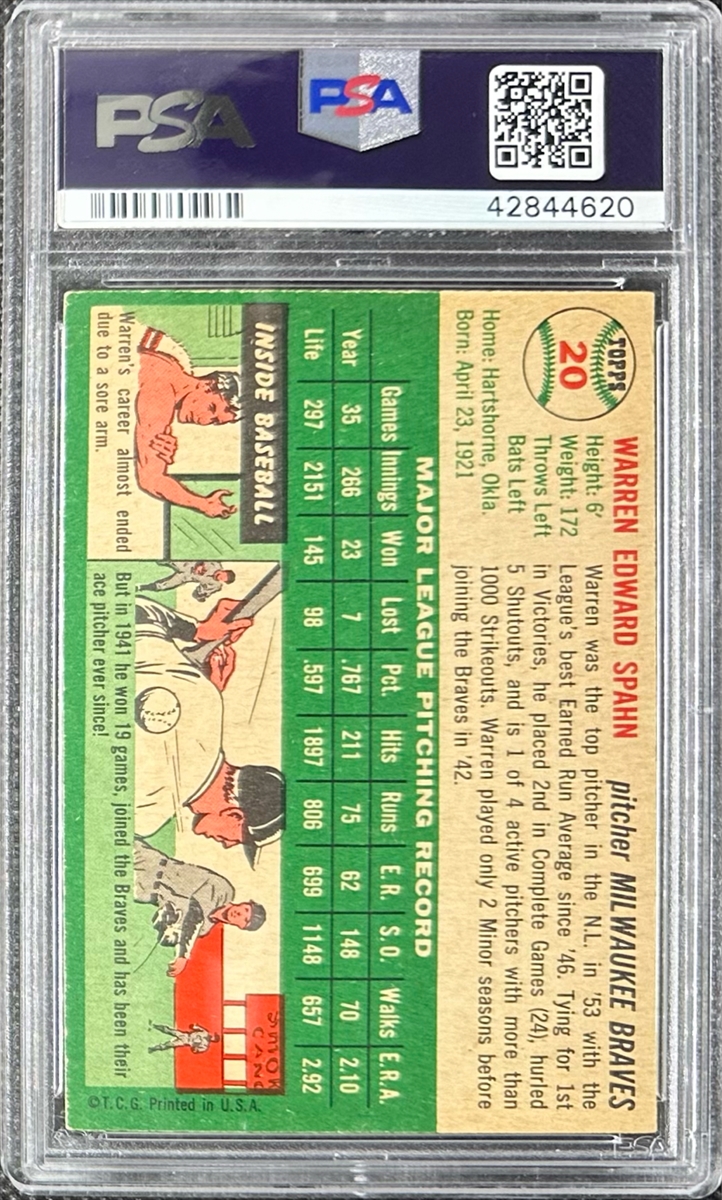 PSA
PSA
42844620
TOPPS
20
WARREN EDWARD SPAHN
pitcher MILWAUKEE BRAVES
Height: 6'
Weight: 172
Throws Left
Bats Left
Home: Hartshorne, Okla.
Born: April 23, 1921
Warren was the top pitcher in the N.L. in '53 with the
League's best Earned Run Average since '46. Tying for 1st
in Victories, he placed 2nd in Complete Games (24), hurled
5 Shutouts, and is 1 of 4 active pitchers with more than
1000 Strikeouts. Warren played only 2 Minor seasons before
joining the Braves in '42.
MAJOR LEAGUE PITCHING RECORD
Games Innings Won Lost Pct. Hits Runs E.R. S.O. Walks E.R.A.
Year 35 266 23 7 .767 211 75 62 148 70 2.10
Life 297 2151 145 98 .597 1897 806 699 1148 657 2.92
INSIDE BASEBALL
Warren's career almost ended
due to a sore arm.
But in 1941 he won 19 games, joined the Braves and has been their
ace pitcher ever since!
©T.C.G. Printed in U.S.A.